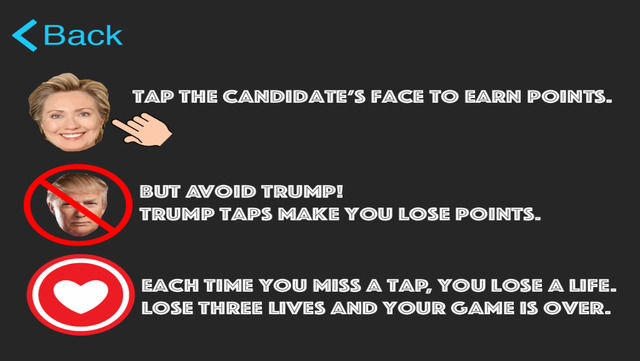 Back
TAP THE CANDIDATE'S FACE TO EARN POINTS.
BUT AVOID TRUMP!
TRUMP TAPS MAKE YOU LOSE POINTS.
EACH TIME YOU MISS A TAP, YOU LOSE A LIFE.
LOSE THREE LIVES AND YOUR GAME IS OVER.